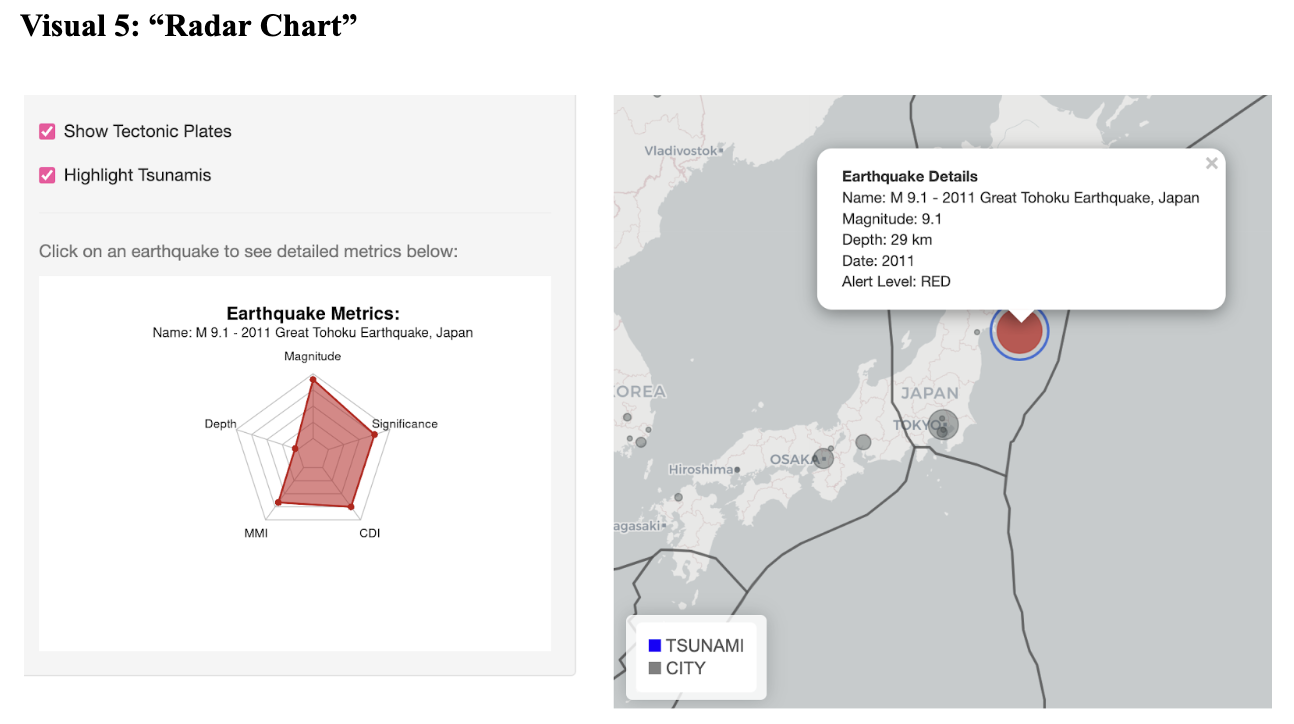 Visual 5: “Radar Chart”
Show Tectonic Plates
Highlight Tsunamis
Click on an earthquake to see detailed metrics below:
Earthquake Metrics:
Name: M 9.1 - 2011 Great Tohoku Earthquake, Japan
Magnitude
Depth
Significance
MMI
CDI
Vladivostok
×
Earthquake Details
Name: M 9.1 - 2011 Great Tohoku Earthquake, Japan
Magnitude: 9.1
Depth: 29 km
Date: 2011
Alert Level: RED
OREA
JAPAN
TOKYO
OSAKA
Hiroshima
agasaki
TSUNAMI
CITY